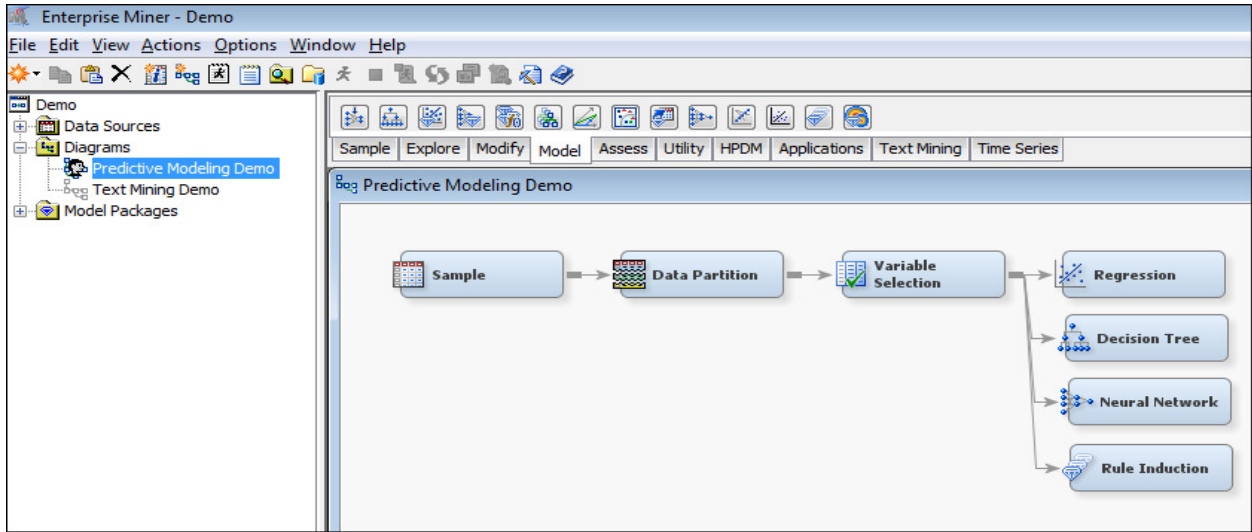 Enterprise Miner - Demo
File Edit View Actions Options Window Help
Demo
Data Sources
Diagrams
Predictive Modeling Demo
Text Mining Demo
Model Packages
Sample Explore Modify Model Assess Utility HPDM Applications Text Mining Time Series
Predictive Modeling Demo
Sample
Data Partition
Variable
Selection
Regression
Decision Tree
Neural Network
Rule Induction